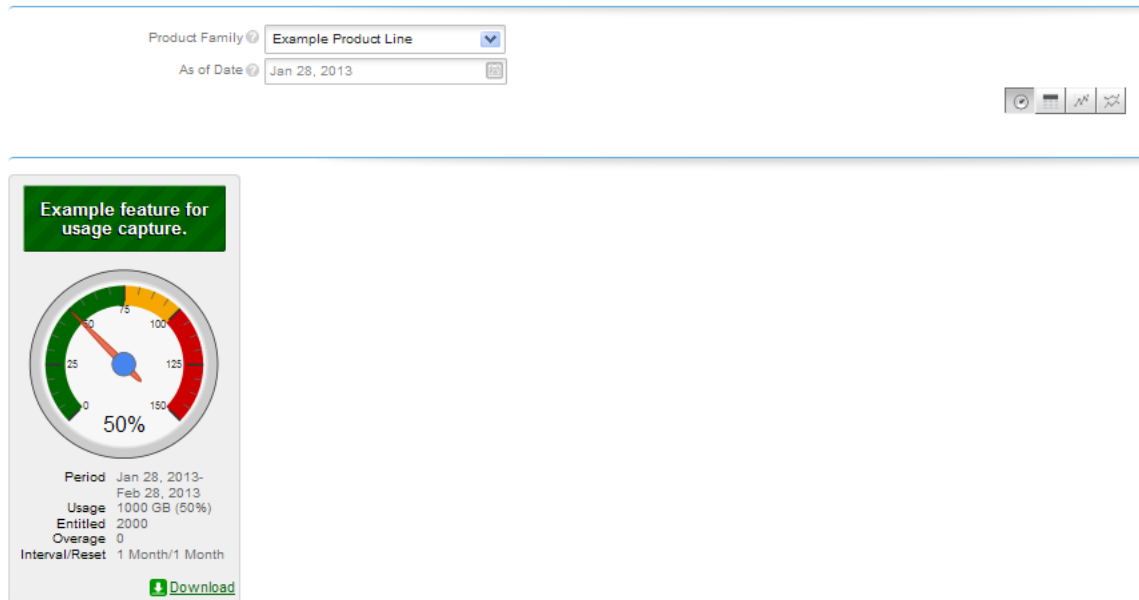 Product Family
Example Product Line
As of Date
Jan 28, 2013
Example feature for
usage capture.
75
50
100
25
125
0
150
50%
Period Jan 28, 2013-
Feb 28, 2013
Usage 1000 GB (50%)
Entitled 2000
Overage 0
Interval/Reset 1 Month/1 Month
Download